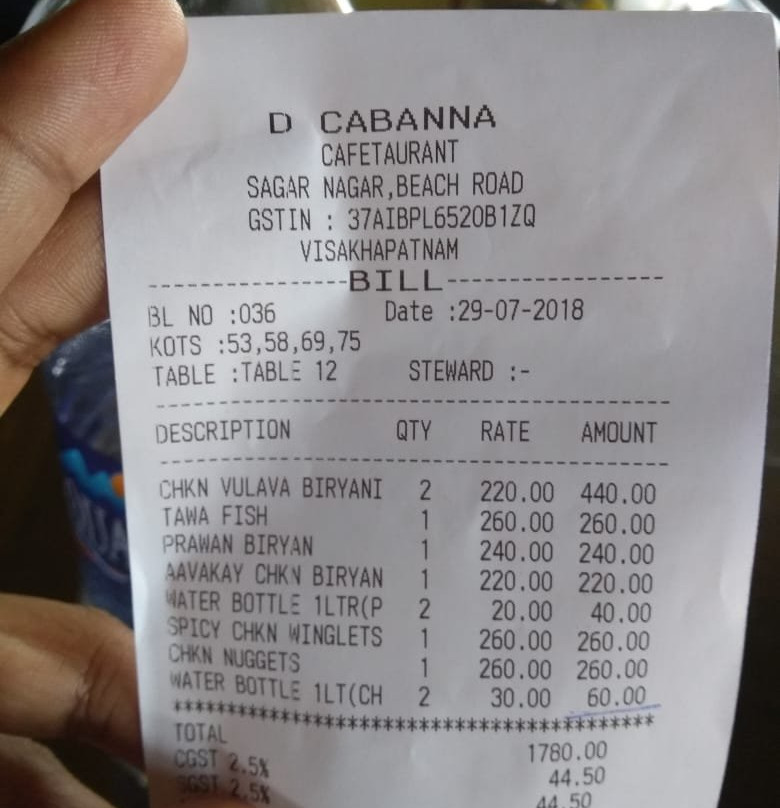 D CABANNA
CAFETAURANT
SAGAR NAGAR,BEACH ROAD
GSTIN : 37AIBPL6520B1ZQ
VISAKHAPATNAM
---------------BILL----------------
BL NO :036 Date :29-07-2018
KOTS :53,58,69,75
TABLE :TABLE 12 STEWARD :-
----------------------------------------
DESCRIPTION QTY RATE AMOUNT
----------------------------------------
CHKN VULAVA BIRYANI 2 220.00 440.00
TAWA FISH 1 260.00 260.00
PRAWAN BIRYAN 1 240.00 240.00
AAVAKAY CHKN BIRYAN 1 220.00 220.00
WATER BOTTLE 1LTR(P 2 20.00 40.00
SPICY CHKN WINGLETS 1 260.00 260.00
CHKN NUGGETS 1 260.00 260.00
WATER BOTTLE 1LT(CH 2 30.00 60.00
****************************************
TOTAL 1780.00
CGST 2.5% 44.50
SGST 2.5% 44.50